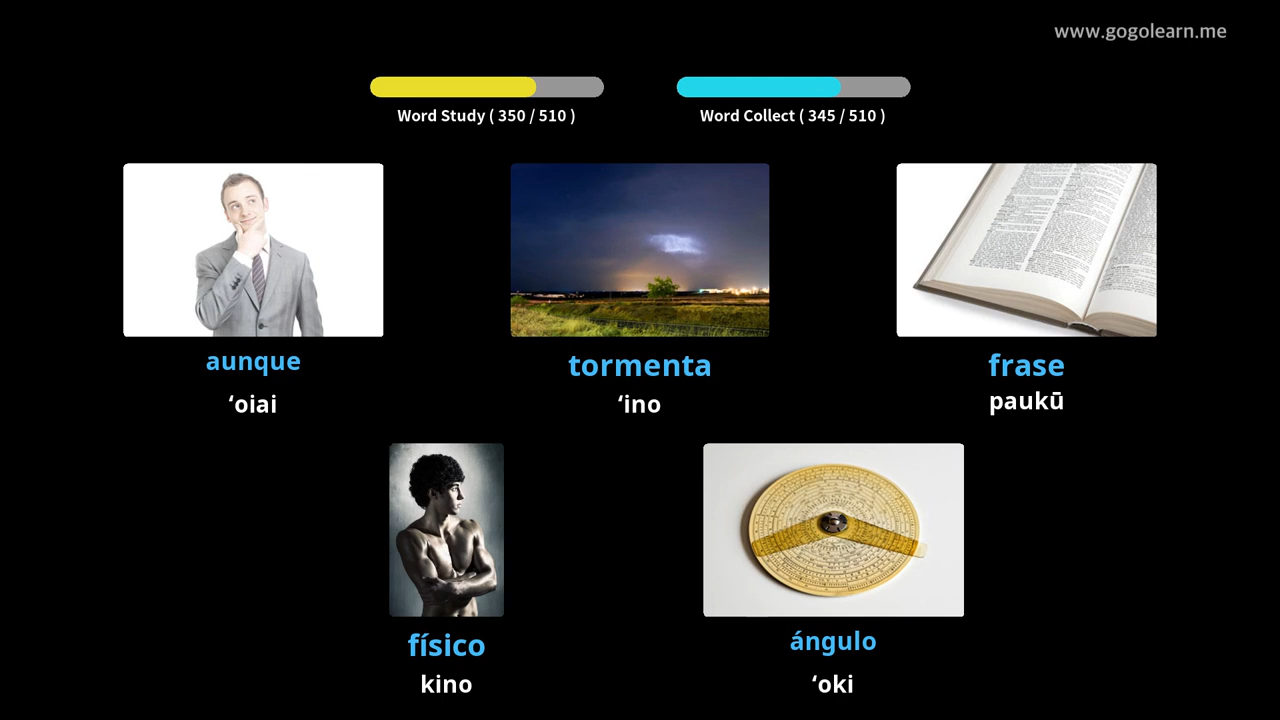 www.gogolearn.me
Word Study ( 350 / 510 )
Word Collect ( 345 / 510 )
aunque
ʻoiai
tormenta
ʻino
frase
paukū
físico
kino
ángulo
ʻoki